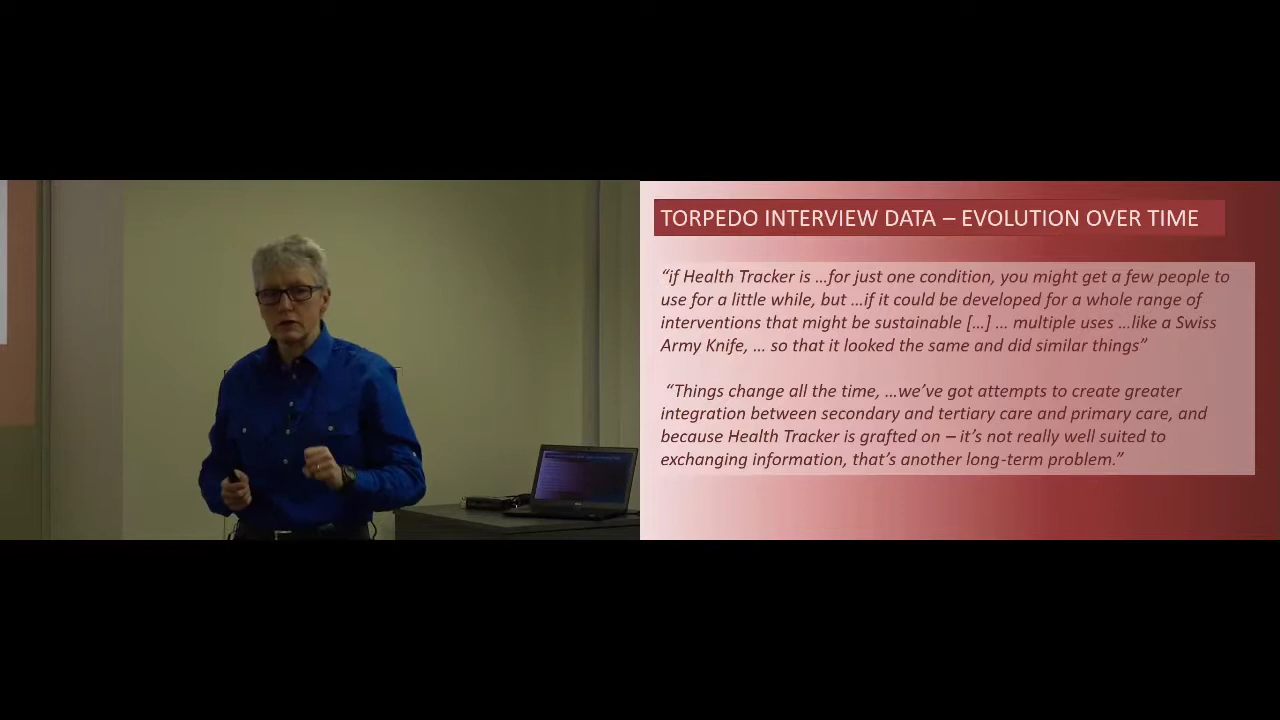 TORPEDO INTERVIEW DATA – EVOLUTION OVER TIME
“if Health Tracker is …for just one condition, you might get a few people to
use for a little while, but …if it could be developed for a whole range of
interventions that might be sustainable […] … multiple uses …like a Swiss
Army Knife, … so that it looked the same and did similar things”
“Things change all the time, …we’ve got attempts to create greater
integration between secondary and tertiary care and primary care, and
because Health Tracker is grafted on – it’s not really well suited to
exchanging information, that’s another long-term problem.”